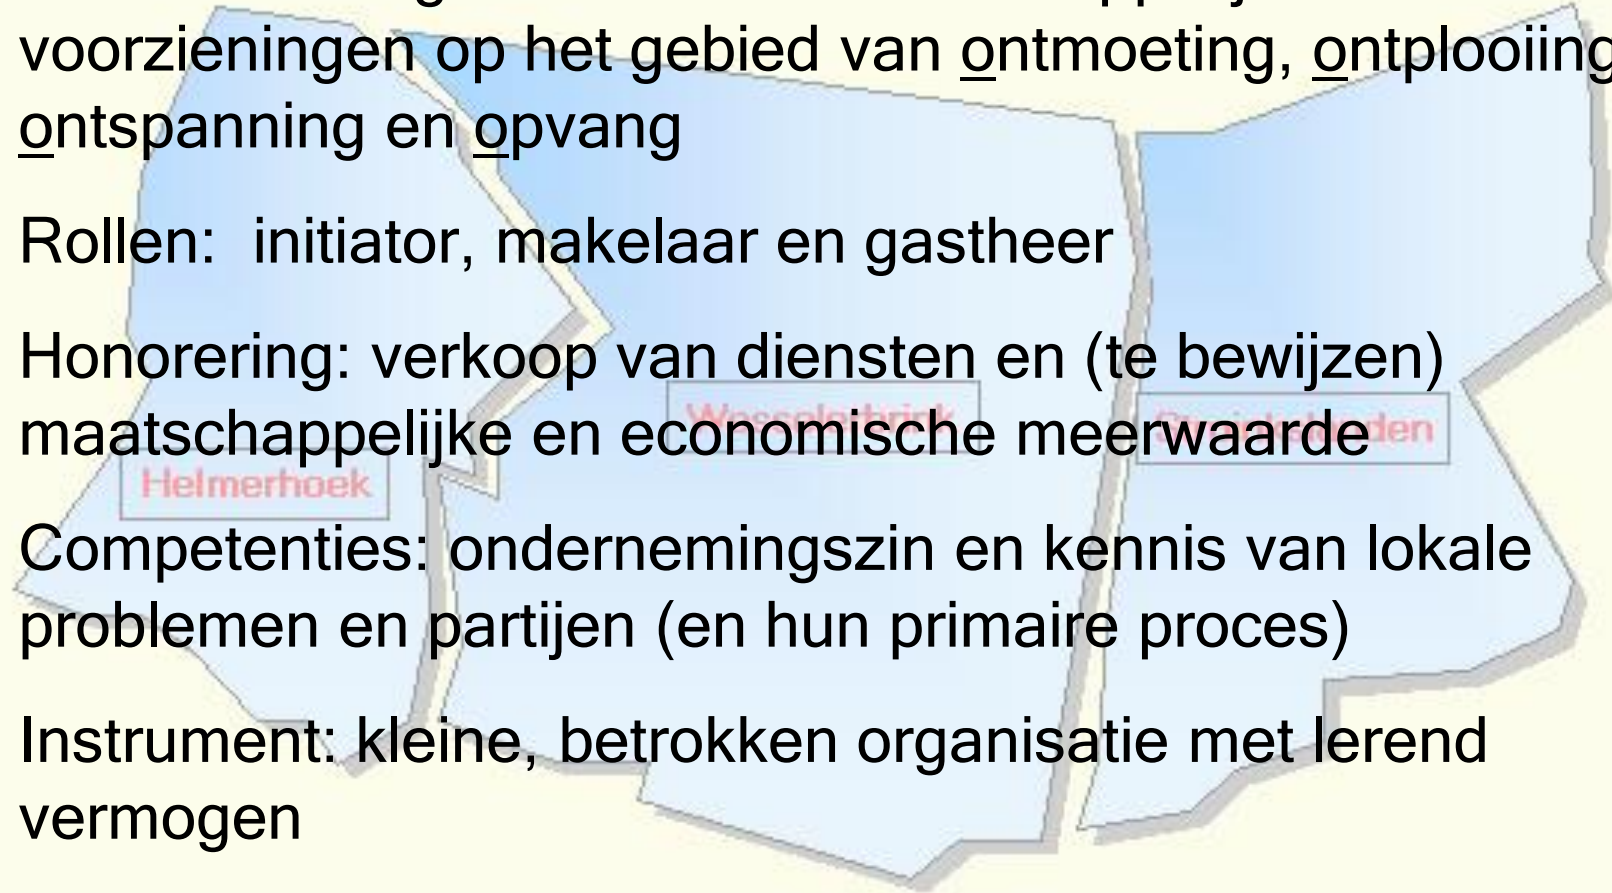 voorzieningen op het gebied van ontmoeting, ontplooiing
ontspanning en opvang
Rollen: initiator, makelaar en gastheer
Honorering: verkoop van diensten en (te bewijzen)
maatschappelijke en economische meerwaarde
Helmerhoek
Competenties: ondernemingszin en kennis van lokale
problemen en partijen (en hun primaire proces)
Instrument: kleine, betrokken organisatie met lerend
vermogen